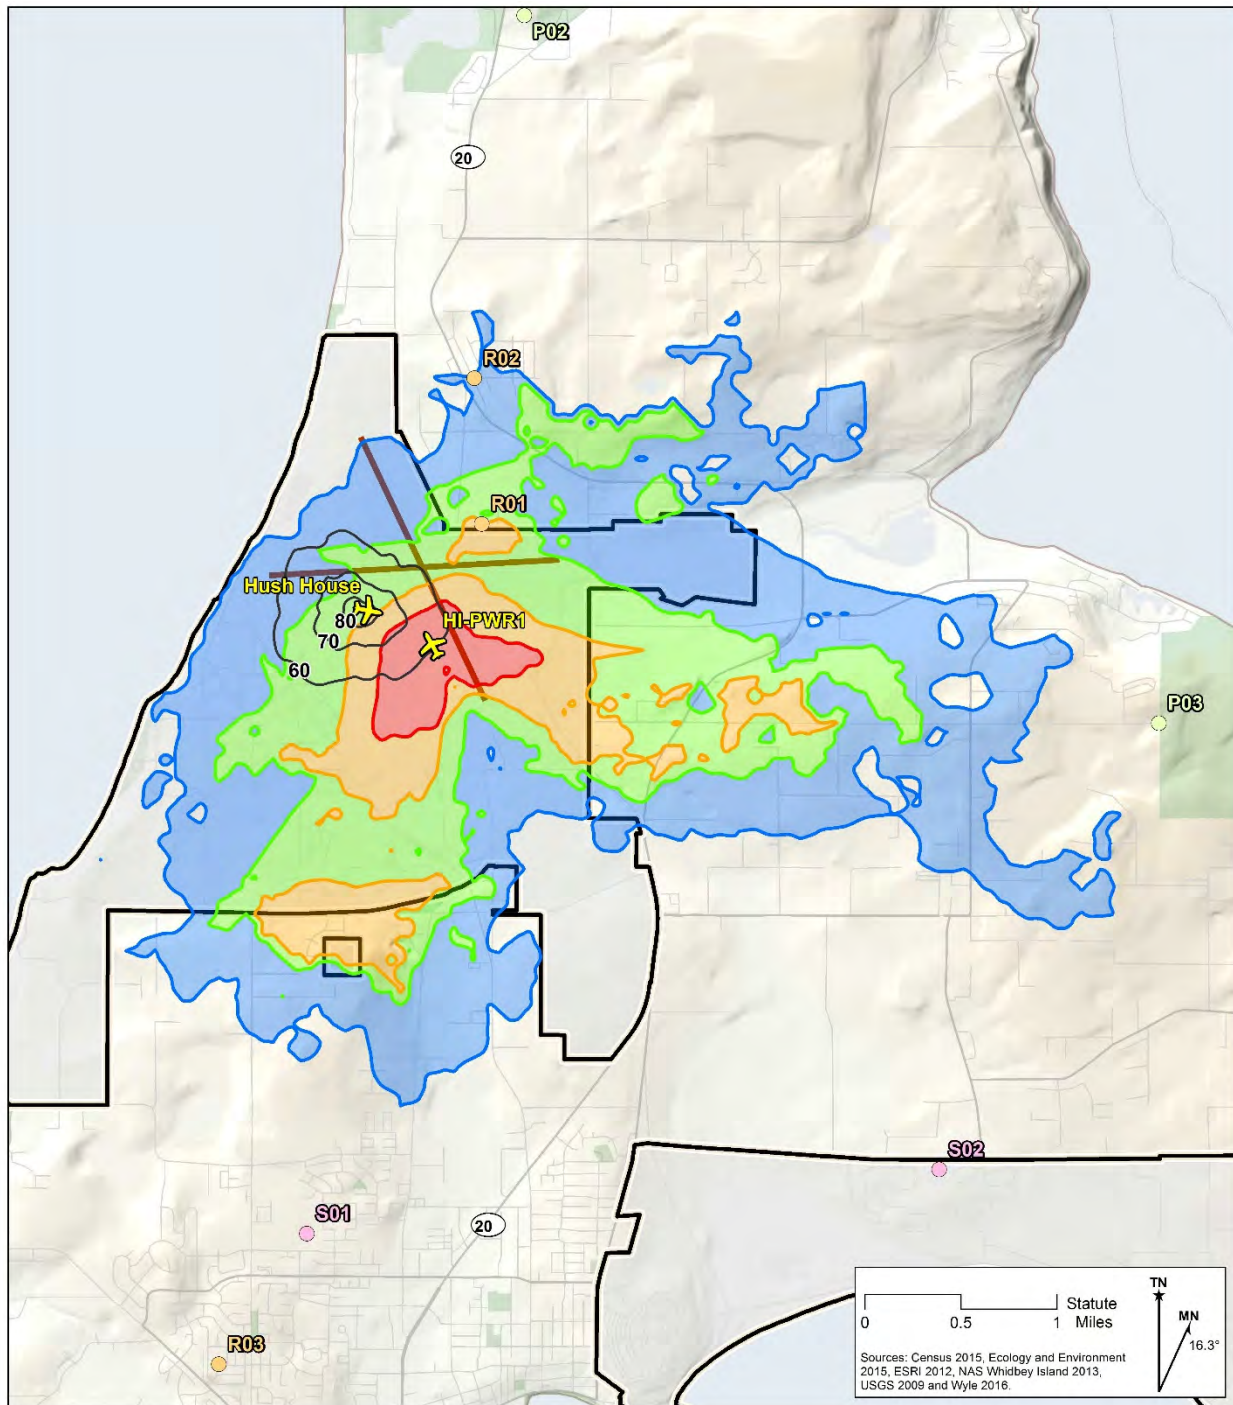 P02
20
R02
R01
Hush House
80
HI-PWR1
70
60
P03
S02
S01
20
R03
TN
MN
16.3°
Statute
Miles
0
0.5
1
Sources: Census 2015, Ecology and Environment
2015, ESRI 2012, NAS Whidbey Island 2013,
USGS 2009 and Wyle 2016.